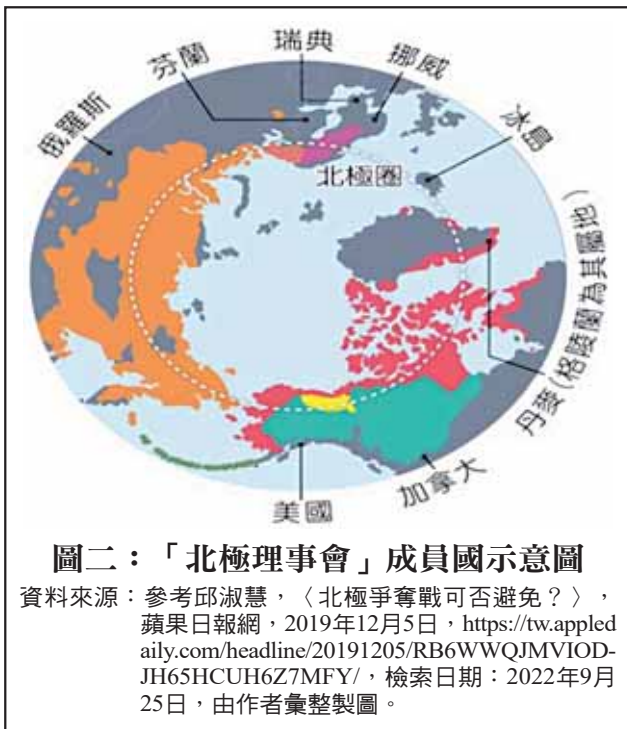 瑞典
芬蘭
挪威
俄羅斯
冰島
北極圈
丹麥(格陵蘭為其屬地)
加拿大
美國
圖二：「北極理事會」成員國示意圖
資料來源：參考邱淑慧，〈北極爭奪戰可否避免？〉，
蘋果日報網，2019年12月5日，https://tw.appled
aily.com/headline/20191205/RB6WWQJMVIOD-
JH65HCUH6Z7MFY/，檢索日期：2022年9月
25日，由作者彙整製圖。